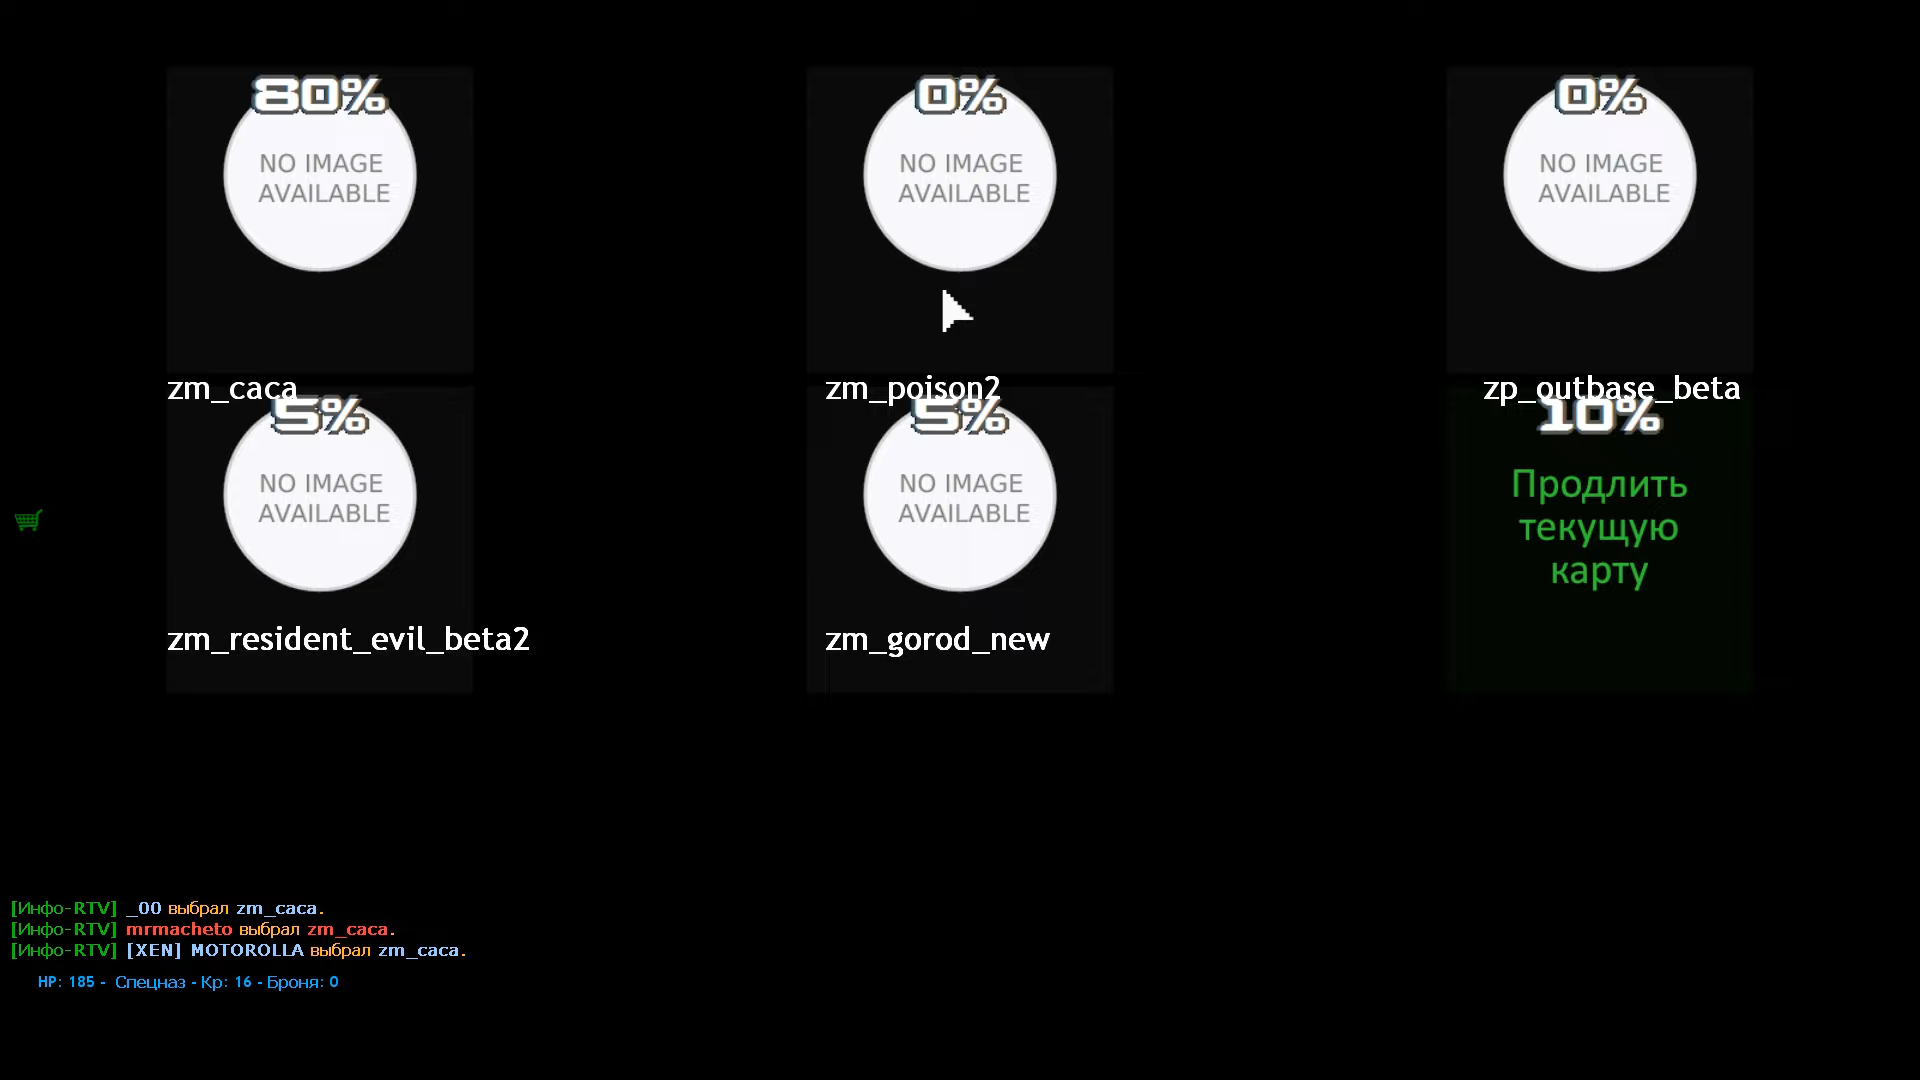 80%
0%
0%
NO IMAGE
AVAILABLE
NO IMAGE
AVAILABLE
NO IMAGE
AVAILABLE
zm_caca
zm_poison2
zp_outbase_beta
5%
5%
10%
NO IMAGE
AVAILABLE
NO IMAGE
AVAILABLE
Продлить
текущую
карту
zm_resident_evil_beta2
zm_gorod_new
[Инфо-RTV] _00 выбрал zm_caca.
[Инфо-RTV] mrmacheto выбрал zm_caca.
[Инфо-RTV] [XEN] MOTOROLLA выбрал zm_caca.
HP: 185 - Спецназ - Кр: 16 - Броня: 0